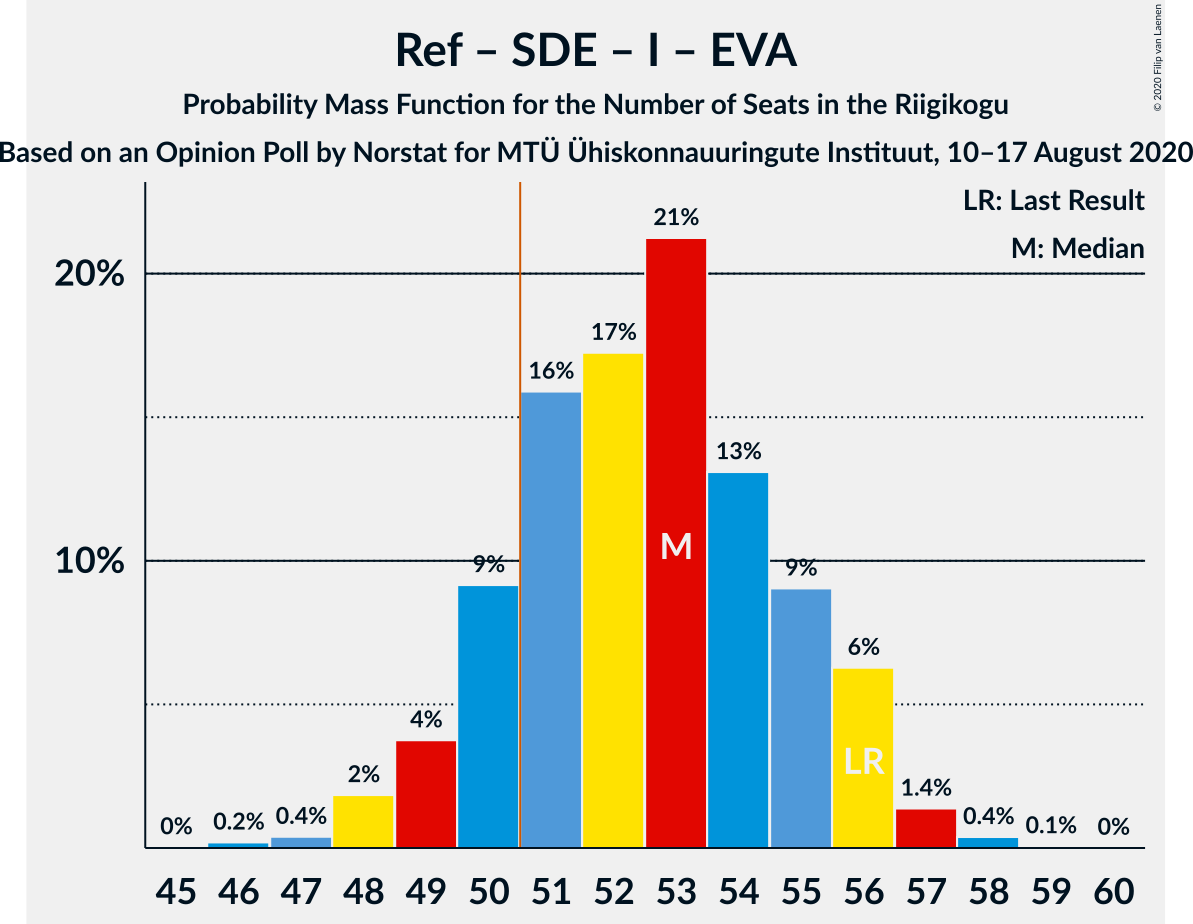 Ref – SDE – I – EVA
Probability Mass Function for the Number of Seats in the Riigikogu
Based on an Opinion Poll by Norstat for MTÜ Ühiskonnauuringute Instituut, 10–17 August 2020
© 2020 Filip van Laenen
LR: Last Result
M: Median
20%
10%
0%
0.2%
0.4%
2%
4%
9%
16%
17%
21%
13%
9%
6%
1.4%
0.4%
0.1%
0%
M
LR
45 46 47 48 49 50 51 52 53 54 55 56 57 58 59 60